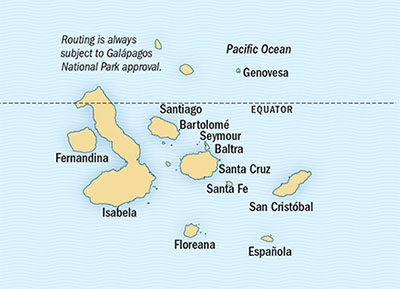 Routing is always
subject to Galápagos
National Park approval.
Pacific Ocean
Genovesa
EQUATOR
Santiago
Bartolomé
Seymour
Baltra
Fernandina
Santa Cruz
Santa Fe
Isabela
San Cristóbal
Floreana
Española